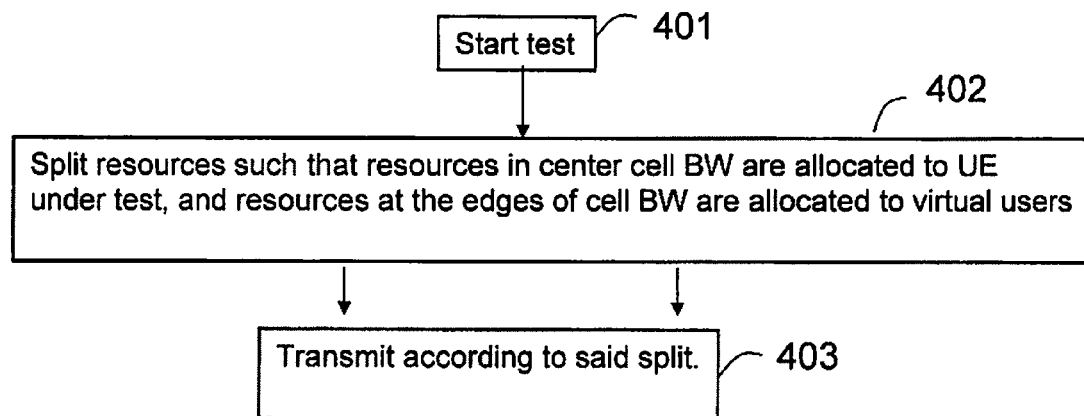 Start test
401
402
Split resources such that resources in center cell BW are allocated to UE
under test, and resources at the edges of cell BW are allocated to virtual users
Transmit according to said split.
403